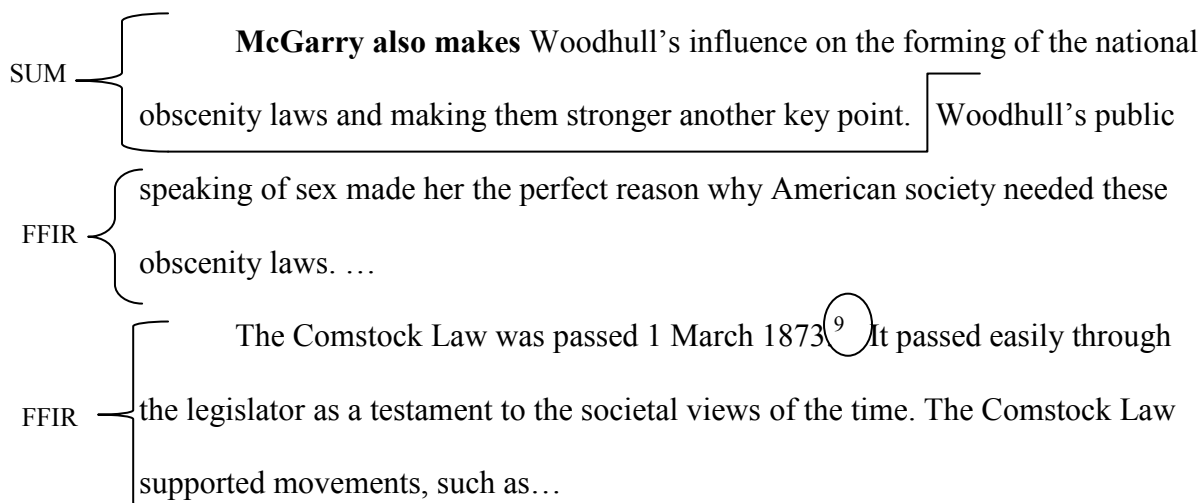 McGarry also makes Woodhull’s influence on the forming of the national
SUM
obscenity laws and making them stronger another key point. Woodhull’s public
speaking of sex made her the perfect reason why American society needed these
FFIR
obscenity laws. …
The Comstock Law was passed 1 March 1873.9 It passed easily through
FFIR
the legislator as a testament to the societal views of the time. The Comstock Law
supported movements, such as…